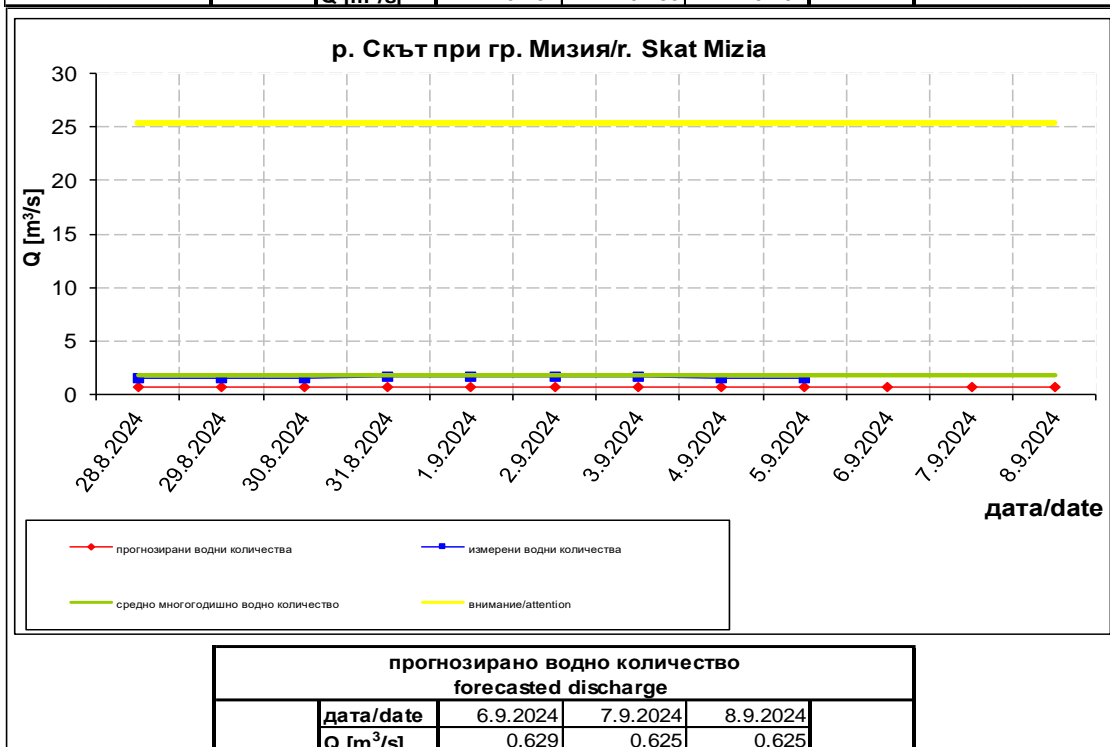 р. Скът при гр. Мизия/r. Skat Mizia
30
25
20
15
10
5
0
Q [m³/s]
28.8.2024
29.8.2024
30.8.2024
31.8.2024
1.9.2024
2.9.2024
3.9.2024
4.9.2024
5.9.2024
6.9.2024
7.9.2024
8.9.2024
дата/date
прогнозирани водни количества
измерени водни количества
средно многогодишно водно количество
внимание/attention
прогнозирано водно количество
forecasted discharge
дата/date 6.9.2024 7.9.2024 8.9.2024
Q [m³/s] 0.629 0.625 0.625